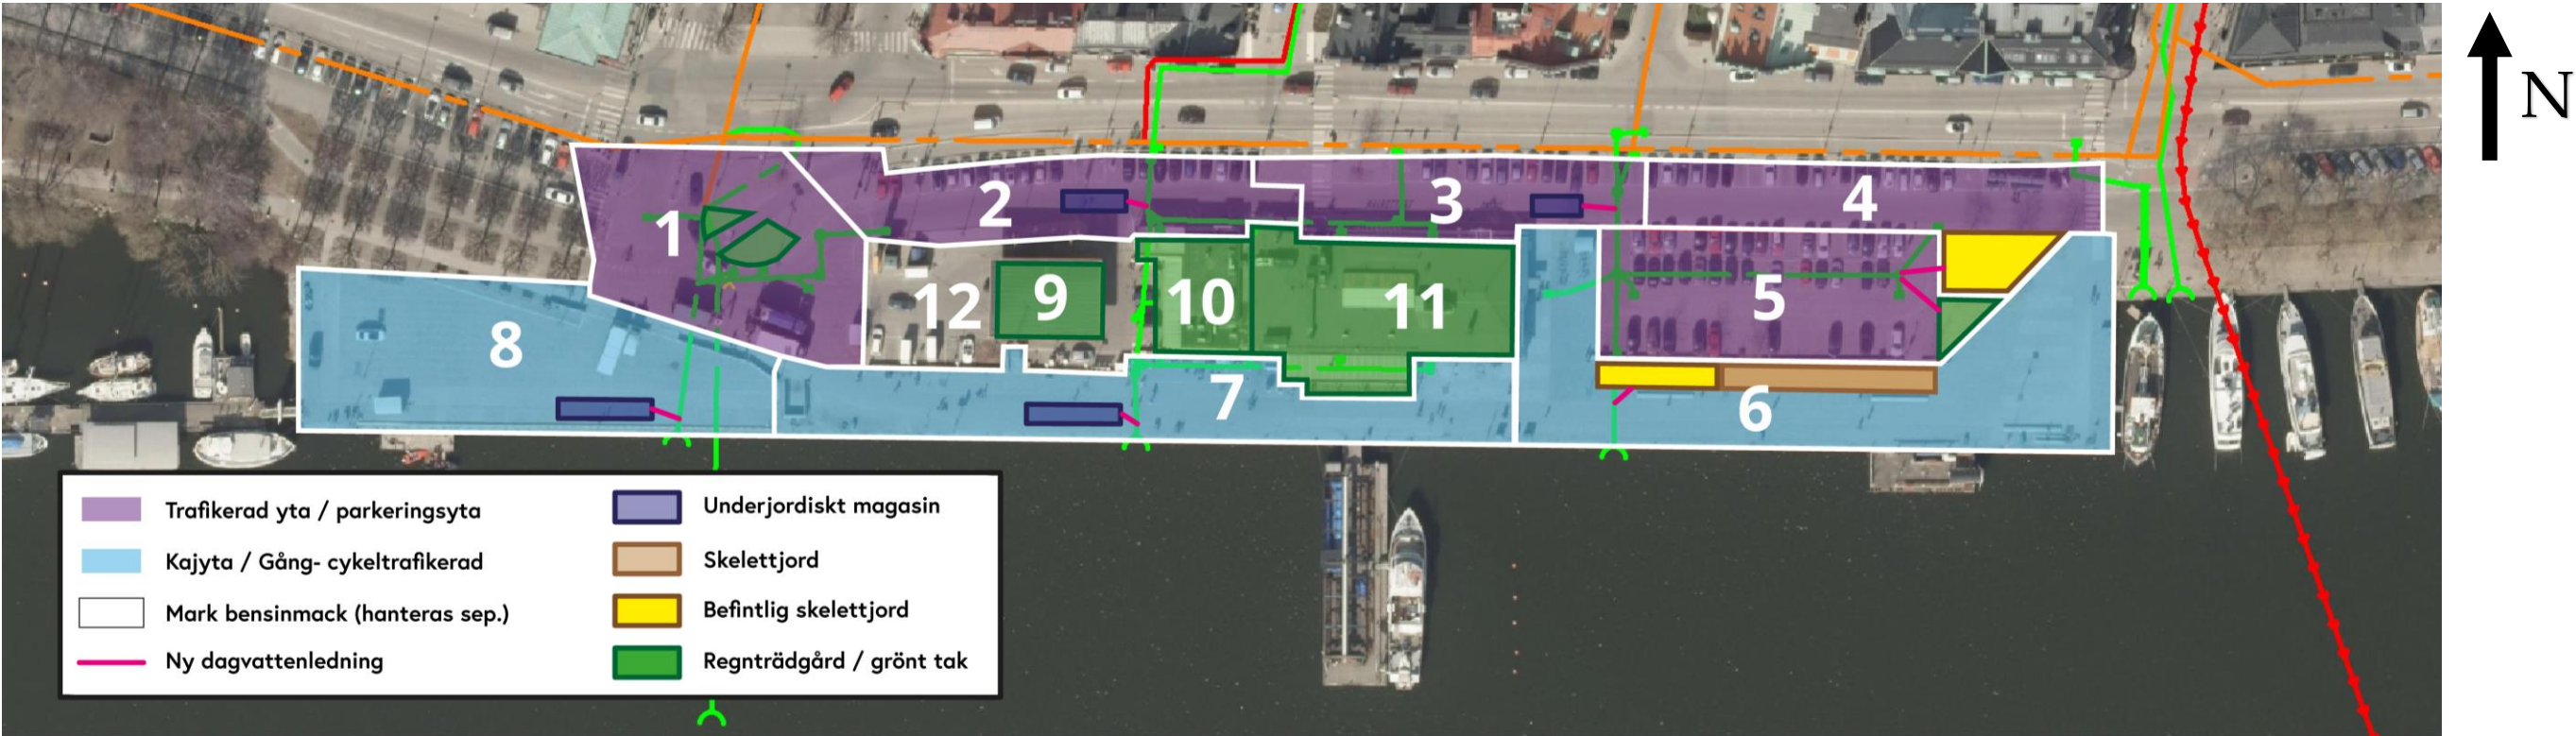 N
1
2
3
4
5
6
7
8
9
10
11
12
Trafikerad yta / parkeringsyta
Kajyta / Gång- cykeltrafikerad
Mark bensinmack (hanteras sep.)
Ny dagvattenledning
Underjordiskt magasin
Skelettjord
Befintlig skelettjord
Regnträdgård / grönt tak